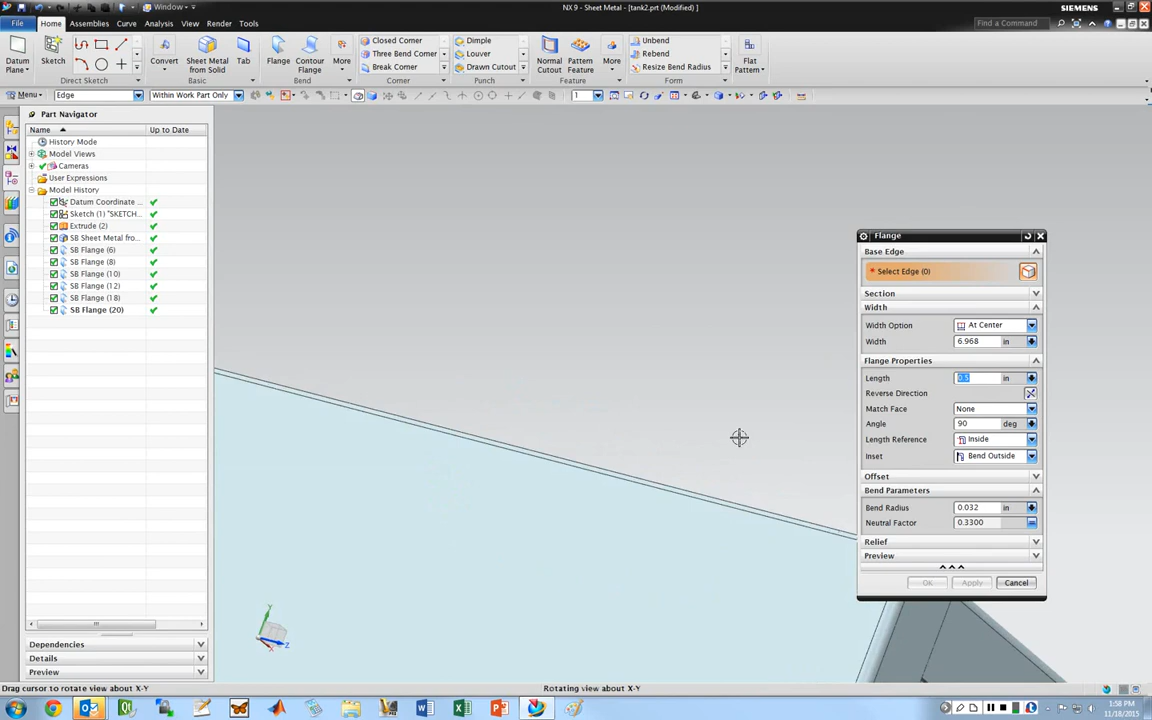 Window
NX 9 - Sheet Metal - [tank2.prt (Modified) ]
SIEMENS
File Home Assemblies Curve Analysis View Render Tools
Find a Command
Datum Plane
Sketch
Direct Sketch
Convert
Sheet Metal from Solid
Tab
Basic
Flange
Contour Flange
More
Bend
Closed Corner
Three Bend Corner
Break Corner
Corner
Dimple
Louver
Drawn Cutout
Punch
Normal Cutout
Pattern Feature
More
Feature
Unbend
Rebend
Resize Bend Radius
Form
Flat Pattern
Menu
Edge
Within Work Part Only
1
Part Navigator
Name Up to Date
History Mode
Model Views
Cameras
User Expressions
Model History
Datum Coordinate ...
Sketch (1) "SKETCH...
Extrude (2)
SB Sheet Metal fro...
SB Flange (6)
SB Flange (8)
SB Flange (10)
SB Flange (12)
SB Flange (18)
SB Flange (20)
Dependencies
Details
Preview
Y
Z
X
Flange
Base Edge
* Select Edge (0)
Section
Width
Width Option At Center
Width 6.968 in
Flange Properties
Length 0.5 in
Reverse Direction
Match Face None
Angle 90 deg
Length Reference Inside
Inset Bend Outside
Offset
Bend Parameters
Bend Radius 0.032 in
Neutral Factor 0.3300
Relief
Preview
OK Apply Cancel
Drag cursor to rotate view about X-Y
Rotating view about X-Y
1:58 PM
11/18/2015